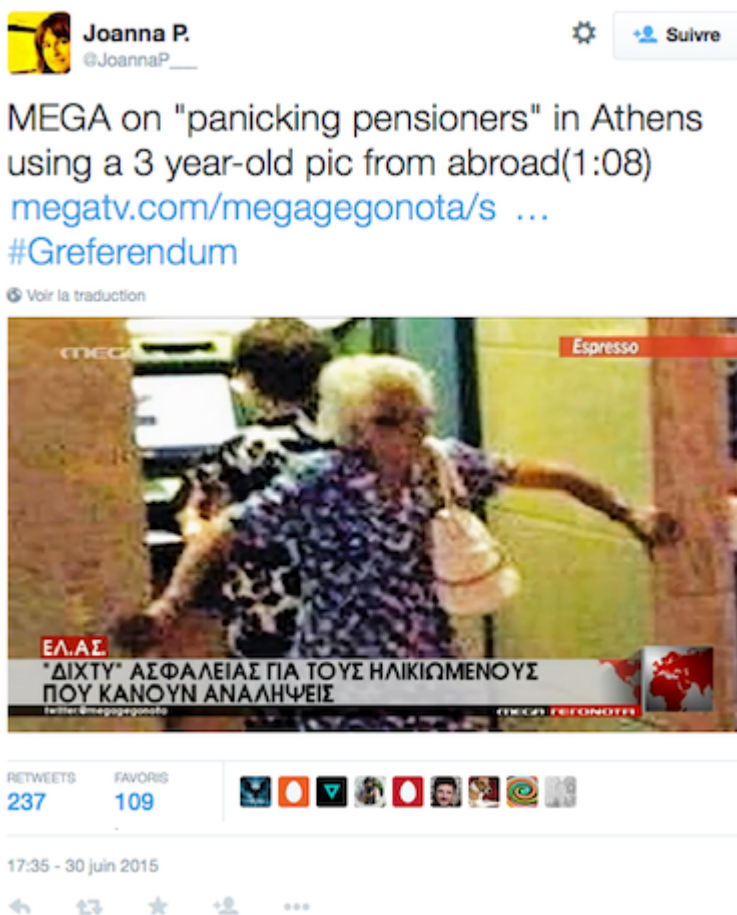 Joanna P.
@JoannaP___
Suivre
MEGA on "panicking pensioners" in Athens
using a 3 year-old pic from abroad(1:08)
megatv.com/megagegonota/s ...
#Greferendum
Voir la traduction
MEGA
Espresso
ΕΛ.ΑΣ.
"ΔΙΧΤΥ" ΑΣΦΑΛΕΙΑΣ ΓΙΑ ΤΟΥΣ ΗΛΙΚΙΩΜΕΝΟΥΣ
ΠΟΥ ΚΑΝΟΥΝ ΑΝΑΛΗΨΕΙΣ
twitter@megagegonota
MEGA ΓΕΓΟΝΟΤΑ
RETWEETS FAVORIS
237 109
17:35 - 30 juin 2015